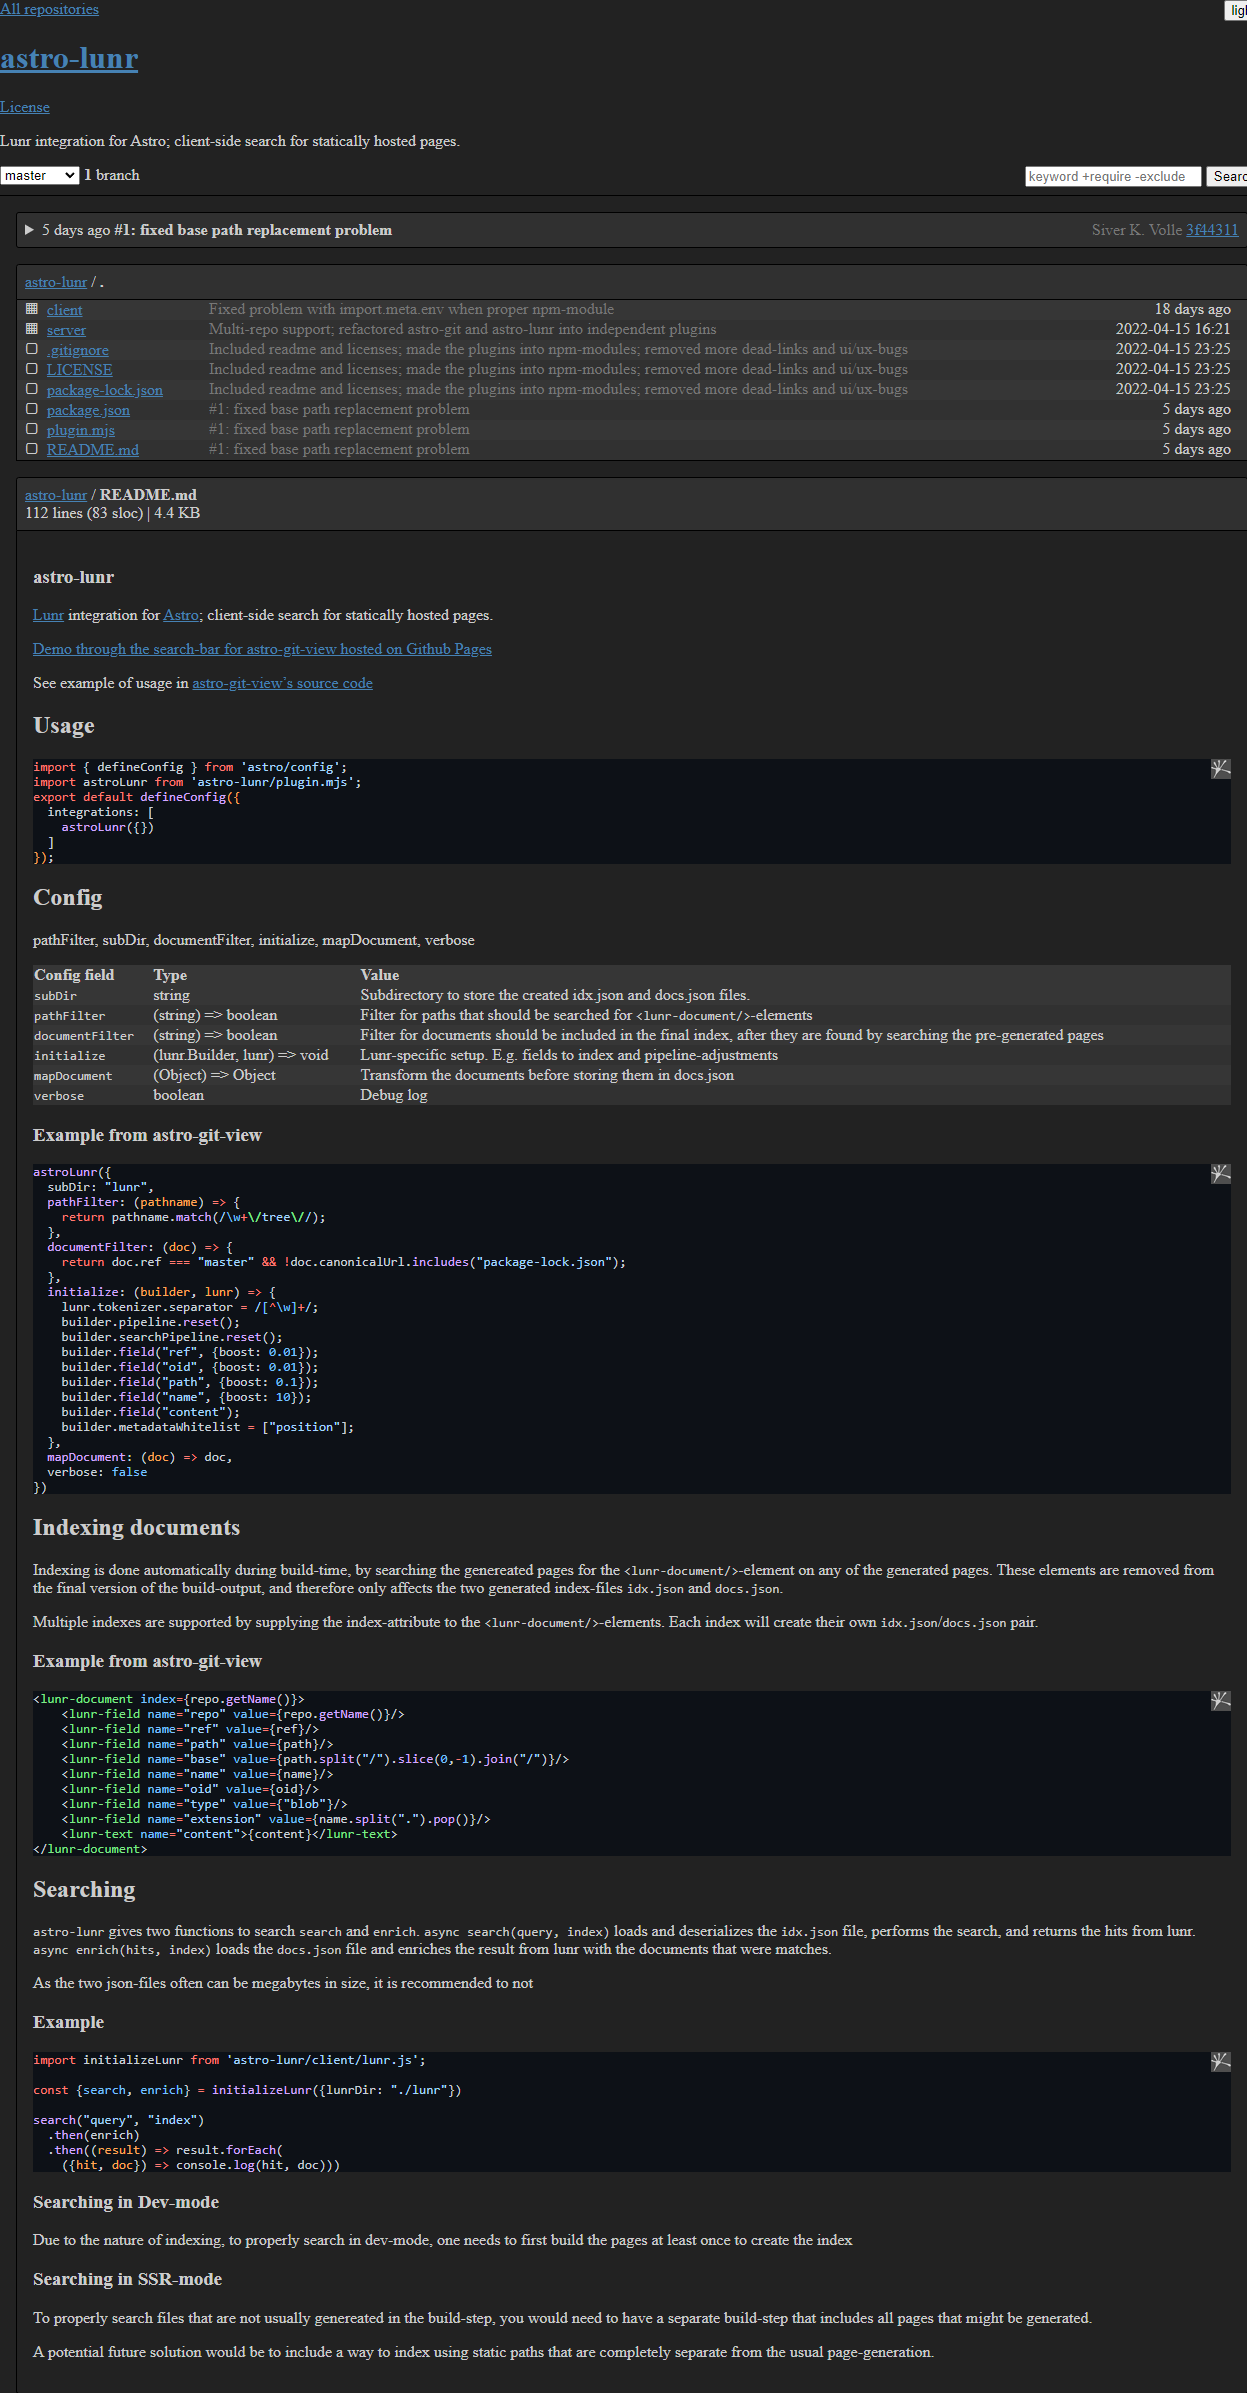 All repositories
ligh
astro-lunr
License
Lunr integration for Astro; client-side search for statically hosted pages.
master 1 branch
keyword +require -exclude Searc
5 days ago #1: fixed base path replacement problem Siver K. Volle 3f44311
astro-lunr / .
client Fixed problem with import.meta.env when proper npm-module 18 days ago
server Multi-repo support; refactored astro-git and astro-lunr into independent plugins 2022-04-15 16:21
.gitignore Included readme and licenses; made the plugins into npm-modules; removed more dead-links and ui/ux-bugs 2022-04-15 23:25
LICENSE Included readme and licenses; made the plugins into npm-modules; removed more dead-links and ui/ux-bugs 2022-04-15 23:25
package-lock.json Included readme and licenses; made the plugins into npm-modules; removed more dead-links and ui/ux-bugs 2022-04-15 23:25
package.json #1: fixed base path replacement problem 5 days ago
plugin.mjs #1: fixed base path replacement problem 5 days ago
README.md #1: fixed base path replacement problem 5 days ago
astro-lunr / README.md
112 lines (83 sloc) | 4.4 KB
astro-lunr
Lunr integration for Astro; client-side search for statically hosted pages.
Demo through the search-bar for astro-git-view hosted on Github Pages
See example of usage in astro-git-view’s source code
Usage
import { defineConfig } from 'astro/config';
import astroLunr from 'astro-lunr/plugin.mjs';
export default defineConfig({
  integrations: [
    astroLunr({})
  ]
});
Config
pathFilter, subDir, documentFilter, initialize, mapDocument, verbose
Config field Type Value
subDir string Subdirectory to store the created idx.json and docs.json files.
pathFilter (string) => boolean Filter for paths that should be searched for <lunr-document/>-elements
documentFilter (string) => boolean Filter for documents should be included in the final index, after they are found by searching the pre-generated pages
initialize (lunr.Builder, lunr) => void Lunr-specific setup. E.g. fields to index and pipeline-adjustments
mapDocument (Object) => Object Transform the documents before storing them in docs.json
verbose boolean Debug log
Example from astro-git-view
astroLunr({
  subDir: "lunr",
  pathFilter: (pathname) => {
    return pathname.match(/\w+\/tree\//);
  },
  documentFilter: (doc) => {
    return doc.ref === "master" && !doc.canonicalUrl.includes("package-lock.json");
  },
  initialize: (builder, lunr) => {
    lunr.tokenizer.separator = /[^\w]+/;
    builder.pipeline.reset();
    builder.searchPipeline.reset();
    builder.field("ref", {boost: 0.01});
    builder.field("oid", {boost: 0.01});
    builder.field("path", {boost: 0.1});
    builder.field("name", {boost: 10});
    builder.field("content");
    builder.metadataWhitelist = ["position"];
  },
  mapDocument: (doc) => doc,
  verbose: false
})
Indexing documents
Indexing is done automatically during build-time, by searching the genereated pages for the <lunr-document/>-element on any of the generated pages. These elements are removed from
the final version of the build-output, and therefore only affects the two generated index-files idx.json and docs.json.
Multiple indexes are supported by supplying the index-attribute to the <lunr-document/>-elements. Each index will create their own idx.json/docs.json pair.
Example from astro-git-view
<lunr-document index={repo.getName()}>
    <lunr-field name="repo" value={repo.getName()}/>
    <lunr-field name="ref" value={ref}/>
    <lunr-field name="path" value={path}/>
    <lunr-field name="base" value={path.split("/").slice(0,-1).join("/")}/>
    <lunr-field name="name" value={name}/>
    <lunr-field name="oid" value={oid}/>
    <lunr-field name="type" value={"blob"}/>
    <lunr-field name="extension" value={name.split(".").pop()}/>
    <lunr-text name="content">{content}</lunr-text>
</lunr-document>
Searching
astro-lunr gives two functions to search search and enrich. async search(query, index) loads and deserializes the idx.json file, performs the search, and returns the hits from lunr.
async enrich(hits, index) loads the docs.json file and enriches the result from lunr with the documents that were matches.
As the two json-files often can be megabytes in size, it is recommended to not
Example
import initializeLunr from 'astro-lunr/client/lunr.js';
const {search, enrich} = initializeLunr({lunrDir: "./lunr"})
search("query", "index")
  .then(enrich)
  .then((result) => result.forEach(
    ({hit, doc}) => console.log(hit, doc)))
Searching in Dev-mode
Due to the nature of indexing, to properly search in dev-mode, one needs to first build the pages at least once to create the index
Searching in SSR-mode
To properly search files that are not usually genereated in the build-step, you would need to have a separate build-step that includes all pages that might be generated.
A potential future solution would be to include a way to index using static paths that are completely separate from the usual page-generation.